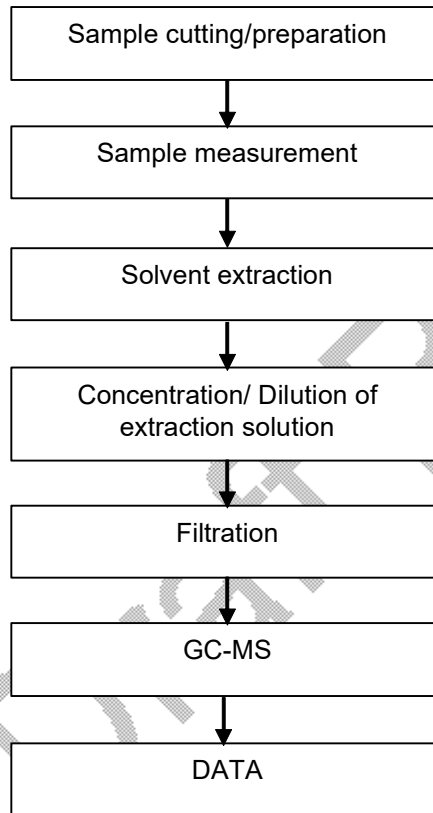 Sample cutting/preparation
Sample measurement
Solvent extraction
Concentration/ Dilution of
extraction solution
Filtration
GC-MS
DATA